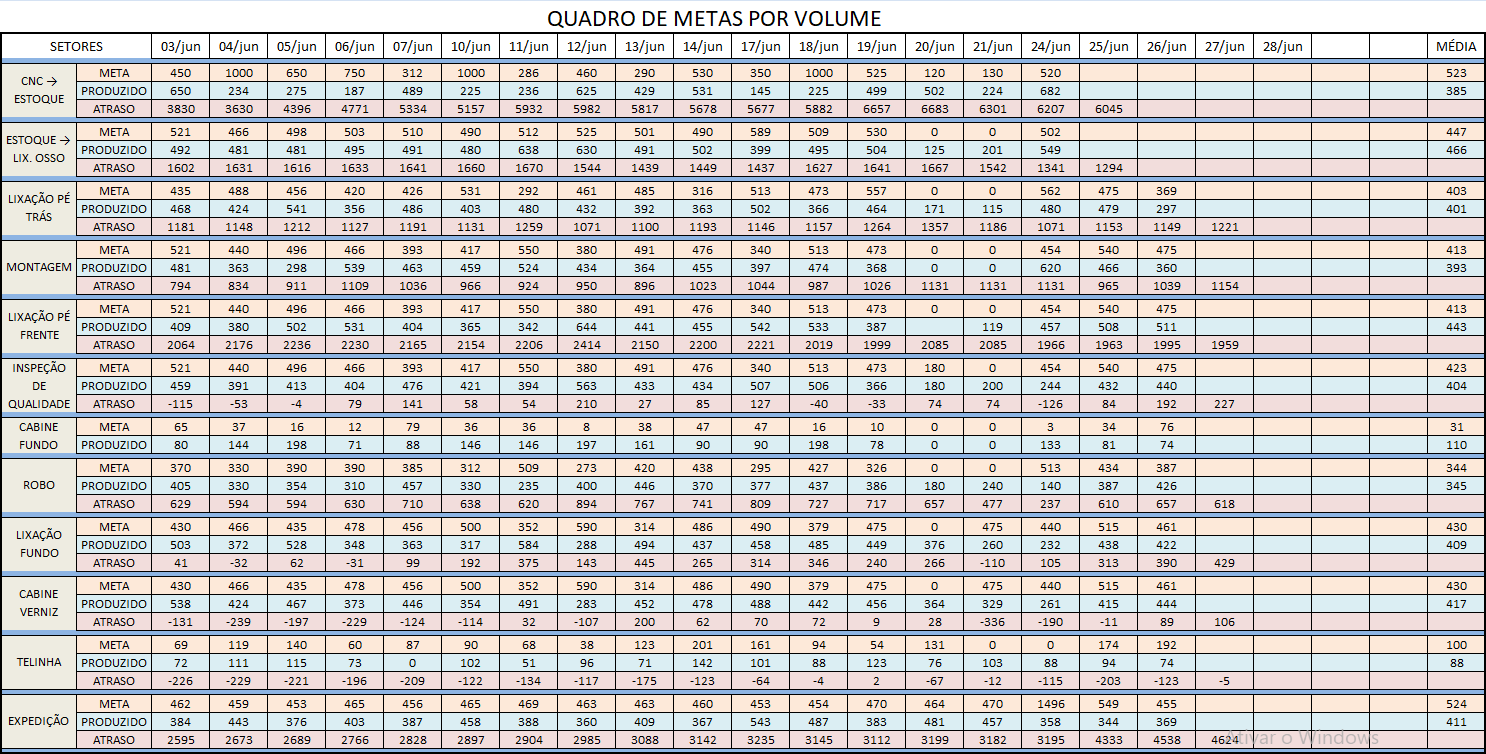 QUADRO DE METAS POR VOLUME
SETORES 03/jun 04/jun 05/jun 06/jun 07/jun 10/jun 11/jun 12/jun 13/jun 14/jun 17/jun 18/jun 19/jun 20/jun 21/jun 24/jun 25/jun 26/jun 27/jun 28/jun MÉDIA
CNC → ESTOQUE
META 450 1000 650 750 312 1000 286 460 290 530 350 1000 525 120 130 520 523
PRODUZIDO 650 234 275 187 489 225 236 625 429 531 145 225 499 502 224 682 385
ATRASO 3830 3630 4396 4771 5334 5157 5932 5982 5817 5678 5677 5882 6657 6683 6301 6207 6045
ESTOQUE → LIX. OSSO
META 521 466 498 503 510 490 512 525 501 490 589 509 530 0 0 502 447
PRODUZIDO 492 481 481 495 491 480 638 630 491 502 399 495 504 125 201 549 466
ATRASO 1602 1631 1616 1633 1641 1660 1670 1544 1439 1449 1437 1627 1641 1667 1542 1341 1294
LIXAÇÃO PÉ TRÁS
META 435 488 456 420 426 531 292 461 485 316 513 473 557 0 0 562 475 369 403
PRODUZIDO 468 424 541 356 486 403 480 432 392 363 502 366 464 171 115 480 479 297 401
ATRASO 1181 1148 1212 1127 1191 1131 1259 1071 1100 1193 1146 1157 1264 1357 1186 1071 1153 1149 1221
MONTAGEM
META 521 440 496 466 393 417 550 380 491 476 340 513 473 0 0 454 540 475 413
PRODUZIDO 481 363 298 539 463 459 524 434 364 455 397 474 368 0 0 620 466 360 393
ATRASO 794 834 911 1109 1036 966 924 950 896 1023 1044 987 1026 1131 1131 1131 965 1039 1154
LIXAÇÃO PÉ FRENTE
META 521 440 496 466 393 417 550 380 491 476 340 513 473 0 0 454 540 475 413
PRODUZIDO 409 380 502 531 404 365 342 644 441 455 542 533 387 119 457 508 511 443
ATRASO 2064 2176 2236 2230 2165 2154 2206 2414 2150 2200 2221 2019 1999 2085 2085 1966 1963 1995 1959
INSPEÇÃO DE QUALIDADE
META 521 440 496 466 393 417 550 380 491 476 340 513 473 180 0 454 540 475 423
PRODUZIDO 459 391 413 404 476 421 394 563 433 434 507 506 366 180 200 244 432 440 404
ATRASO -115 -53 -4 79 141 58 54 210 27 85 127 -40 -33 74 74 -126 84 192 227
CABINE FUNDO
META 65 37 16 12 79 36 36 8 38 47 47 16 10 0 0 3 34 76 31
PRODUZIDO 80 144 198 71 88 146 146 197 161 90 90 198 78 0 0 133 81 74 110
ROBO
META 370 330 390 390 385 312 509 273 420 438 295 427 326 0 0 513 434 387 344
PRODUZIDO 405 330 354 310 457 330 235 400 446 370 377 437 386 180 240 140 387 426 345
ATRASO 629 594 594 630 710 638 620 894 767 741 809 727 717 657 477 237 610 657 618
LIXAÇÃO FUNDO
META 430 466 435 478 456 500 352 590 314 486 490 379 475 0 475 440 515 461 430
PRODUZIDO 503 372 528 348 363 317 584 288 494 437 458 485 449 376 260 232 438 422 409
ATRASO 41 -32 62 -31 99 192 375 143 445 265 314 346 240 266 -110 105 313 390 429
CABINE VERNIZ
META 430 466 435 478 456 500 352 590 314 486 490 379 475 0 475 440 515 461 430
PRODUZIDO 538 424 467 373 446 354 491 283 452 478 488 442 456 364 329 261 415 444 417
ATRASO -131 -239 -197 -229 -124 -114 32 -107 200 62 70 72 9 28 -336 -190 -11 89 106
TELINHA
META 69 119 140 60 87 90 68 38 123 201 161 94 54 131 0 0 174 192 100
PRODUZIDO 72 111 115 73 0 102 51 96 71 142 101 88 123 76 103 88 94 74 88
ATRASO -226 -229 -221 -196 -209 -122 -134 -117 -175 -123 -64 -4 2 -67 -12 -115 -203 -123 -5
EXPEDIÇÃO
META 462 459 453 465 456 465 469 463 463 460 453 454 470 464 470 1496 549 455 524
PRODUZIDO 384 443 376 403 387 458 388 360 409 367 543 487 383 481 457 358 344 369 411
ATRASO 2595 2673 2689 2766 2828 2897 2904 2985 3088 3142 3235 3145 3112 3199 3182 3195 4333 4538 4624
Ativar o Windows